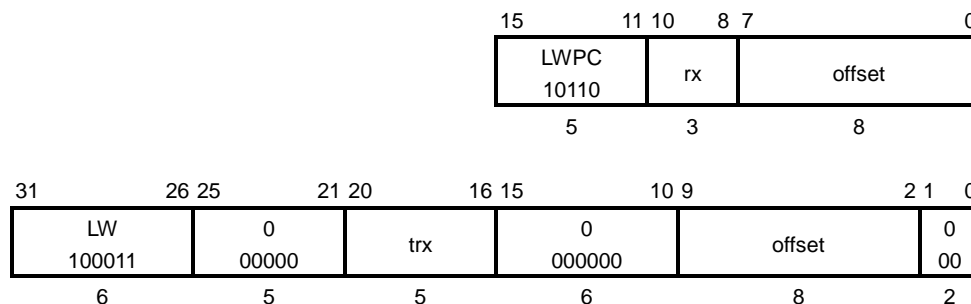 15 11 10 8 7 0
LWPC rx offset
10110
5 3 8
31 26 25 21 20 16 15 10 9 2 1 0
LW 0 trx 0 offset 0
100011 00000 000000 00
6 5 5 6 8 2